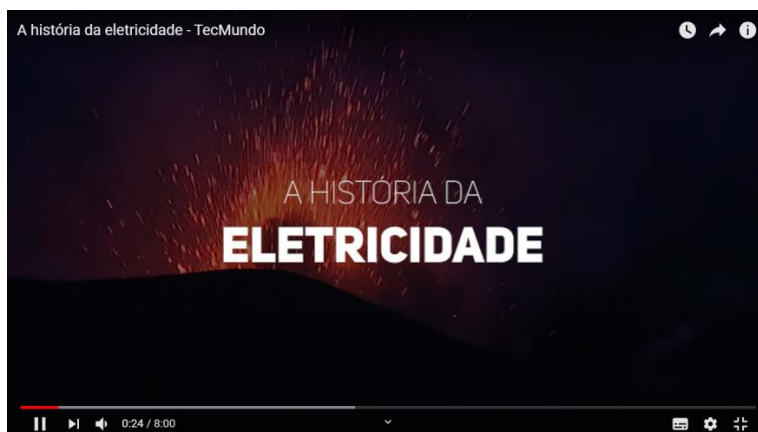 A história da eletricidade - TecMundo
A HISTÓRIA DA
ELETRICIDADE
0:24 / 8:00